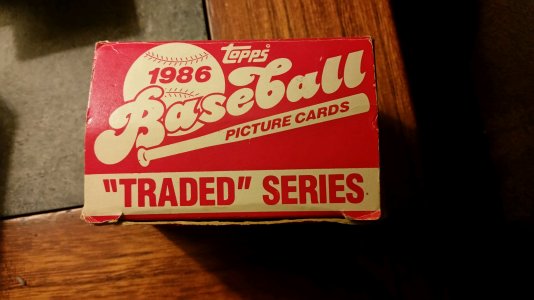 topps
1986
Baseball
PICTURE CARDS
"TRADED" SERIES